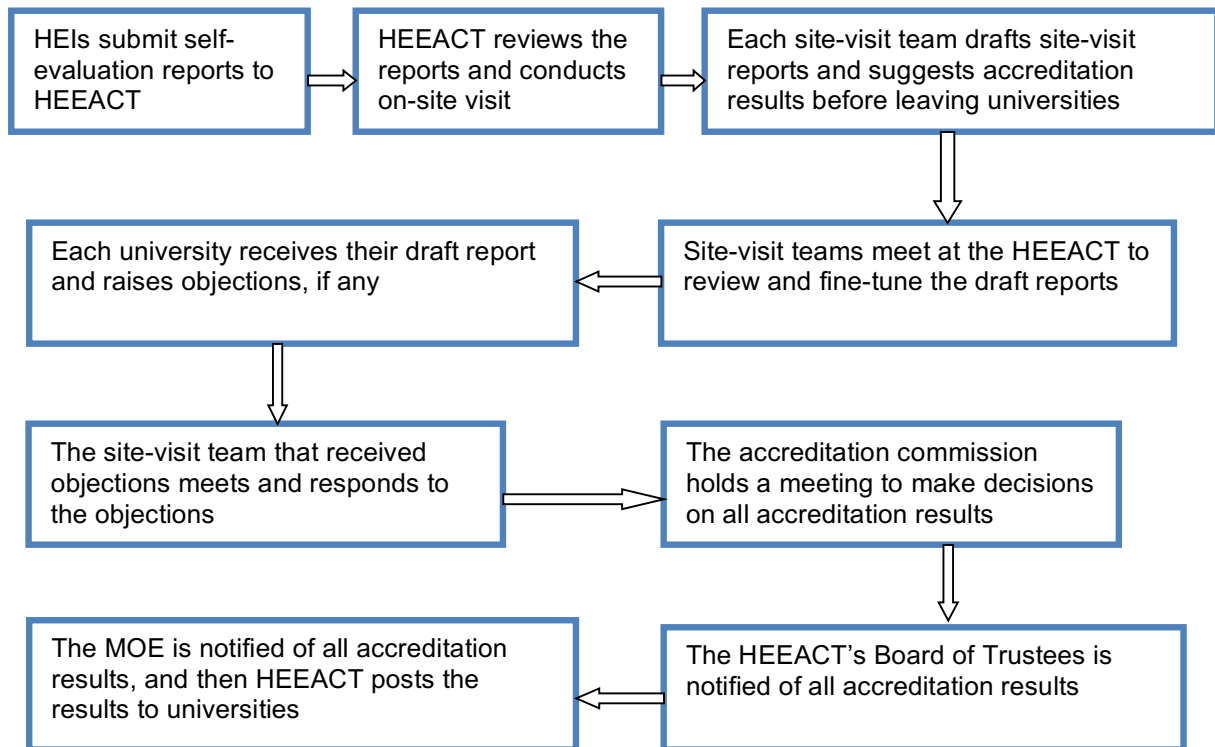 HEIs submit self-
evaluation reports to
HEEACT
HEEACT reviews the
reports and conducts
on-site visit
Each site-visit team drafts site-visit
reports and suggests accreditation
results before leaving universities
Site-visit teams meet at the HEEACT to
review and fine-tune the draft reports
Each university receives their draft report
and raises objections, if any
The site-visit team that received
objections meets and responds to
the objections
The accreditation commission
holds a meeting to make decisions
on all accreditation results
The HEEACT’s Board of Trustees is
notified of all accreditation results
The MOE is notified of all accreditation
results, and then HEEACT posts the
results to universities